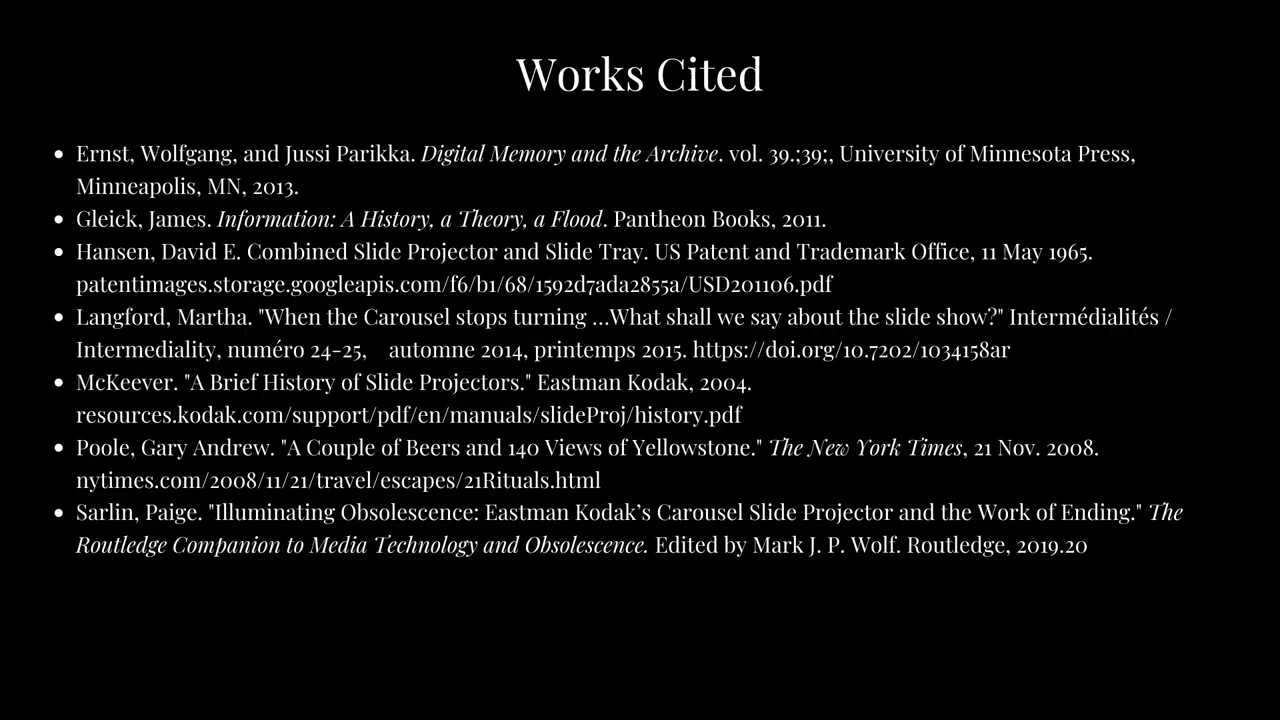 Works Cited
• Ernst, Wolfgang, and Jussi Parikka. Digital Memory and the Archive. vol. 39.;39;, University of Minnesota Press,
Minneapolis, MN, 2013.
• Gleick, James. Information: A History, a Theory, a Flood. Pantheon Books, 2011.
• Hansen, David E. Combined Slide Projector and Slide Tray. US Patent and Trademark Office, 11 May 1965.
patentimages.storage.googleapis.com/f6/b1/68/1592d7ada2855a/USD201106.pdf
• Langford, Martha. "When the Carousel stops turning …What shall we say about the slide show?" Intermédialités /
Intermediality, numéro 24-25, automne 2014, printemps 2015. https://doi.org/10.7202/1034158ar
• McKeever. "A Brief History of Slide Projectors." Eastman Kodak, 2004.
resources.kodak.com/support/pdf/en/manuals/slideProj/history.pdf
• Poole, Gary Andrew. "A Couple of Beers and 140 Views of Yellowstone." The New York Times, 21 Nov. 2008.
nytimes.com/2008/11/21/travel/escapes/21Rituals.html
• Sarlin, Paige. "Illuminating Obsolescence: Eastman Kodak’s Carousel Slide Projector and the Work of Ending." The
Routledge Companion to Media Technology and Obsolescence. Edited by Mark J. P. Wolf. Routledge, 2019.20